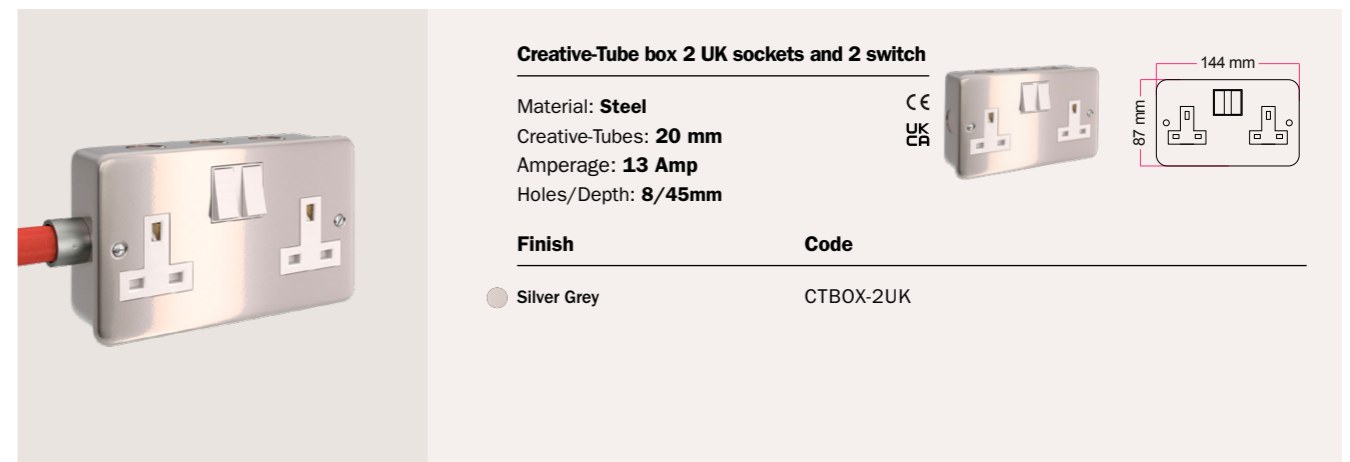 Creative-Tube box 2 UK sockets and 2 switch
Material: Steel
Creative-Tubes: 20 mm
Amperage: 13 Amp
Holes/Depth: 8/45mm
CE
UK
CA
144 mm
87 mm
Finish Code
Silver Grey CTBOX-2UK